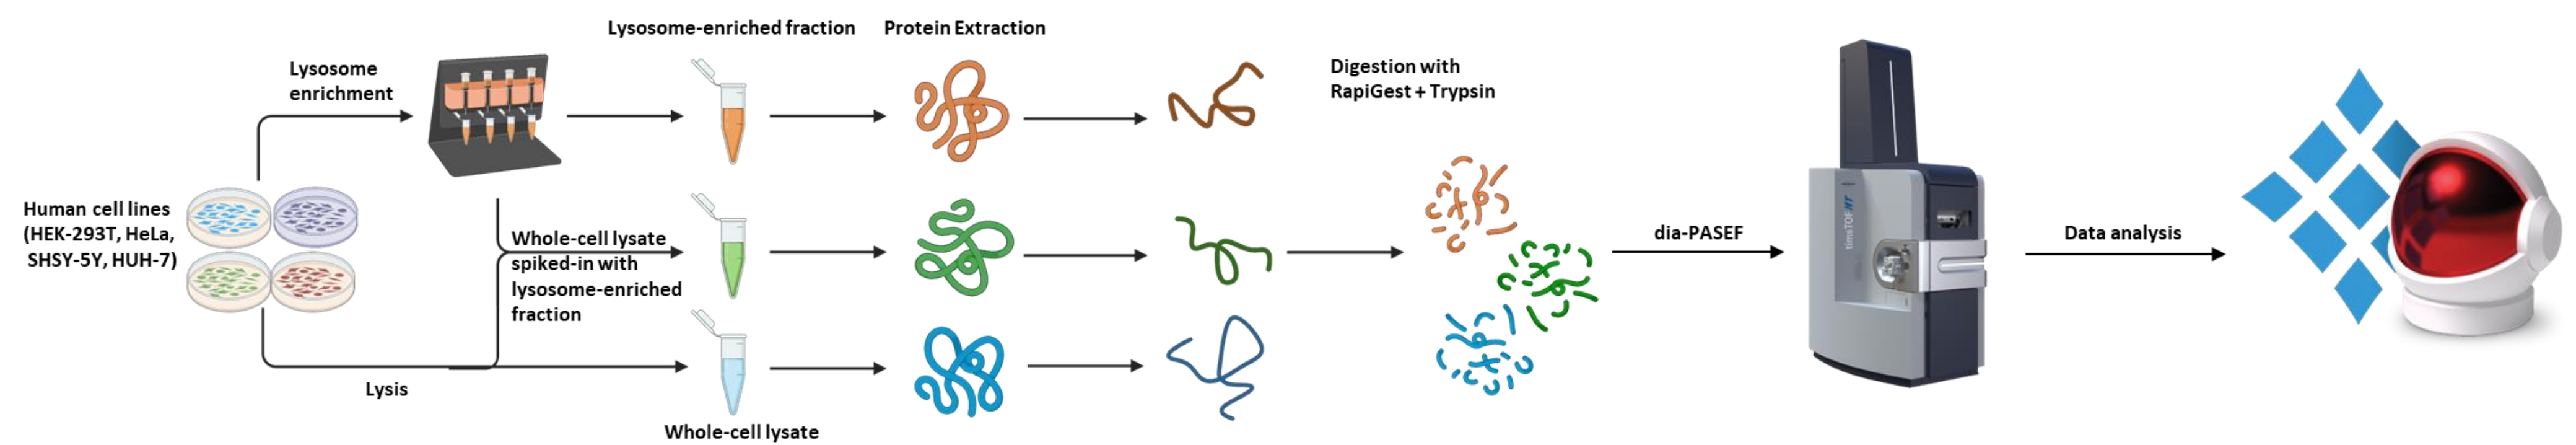 Lysosome-enriched fraction
Protein Extraction
Lysosome
enrichment
Digestion with
RapiGest + Trypsin
Human cell lines
(HEK-293T, HeLa,
SHSY-5Y, HUH-7)
Whole-cell lysate
spiked-in with
lysosome-enriched
fraction
dia-PASEF
timsTOF HT
Data analysis
Lysis
Whole-cell lysate